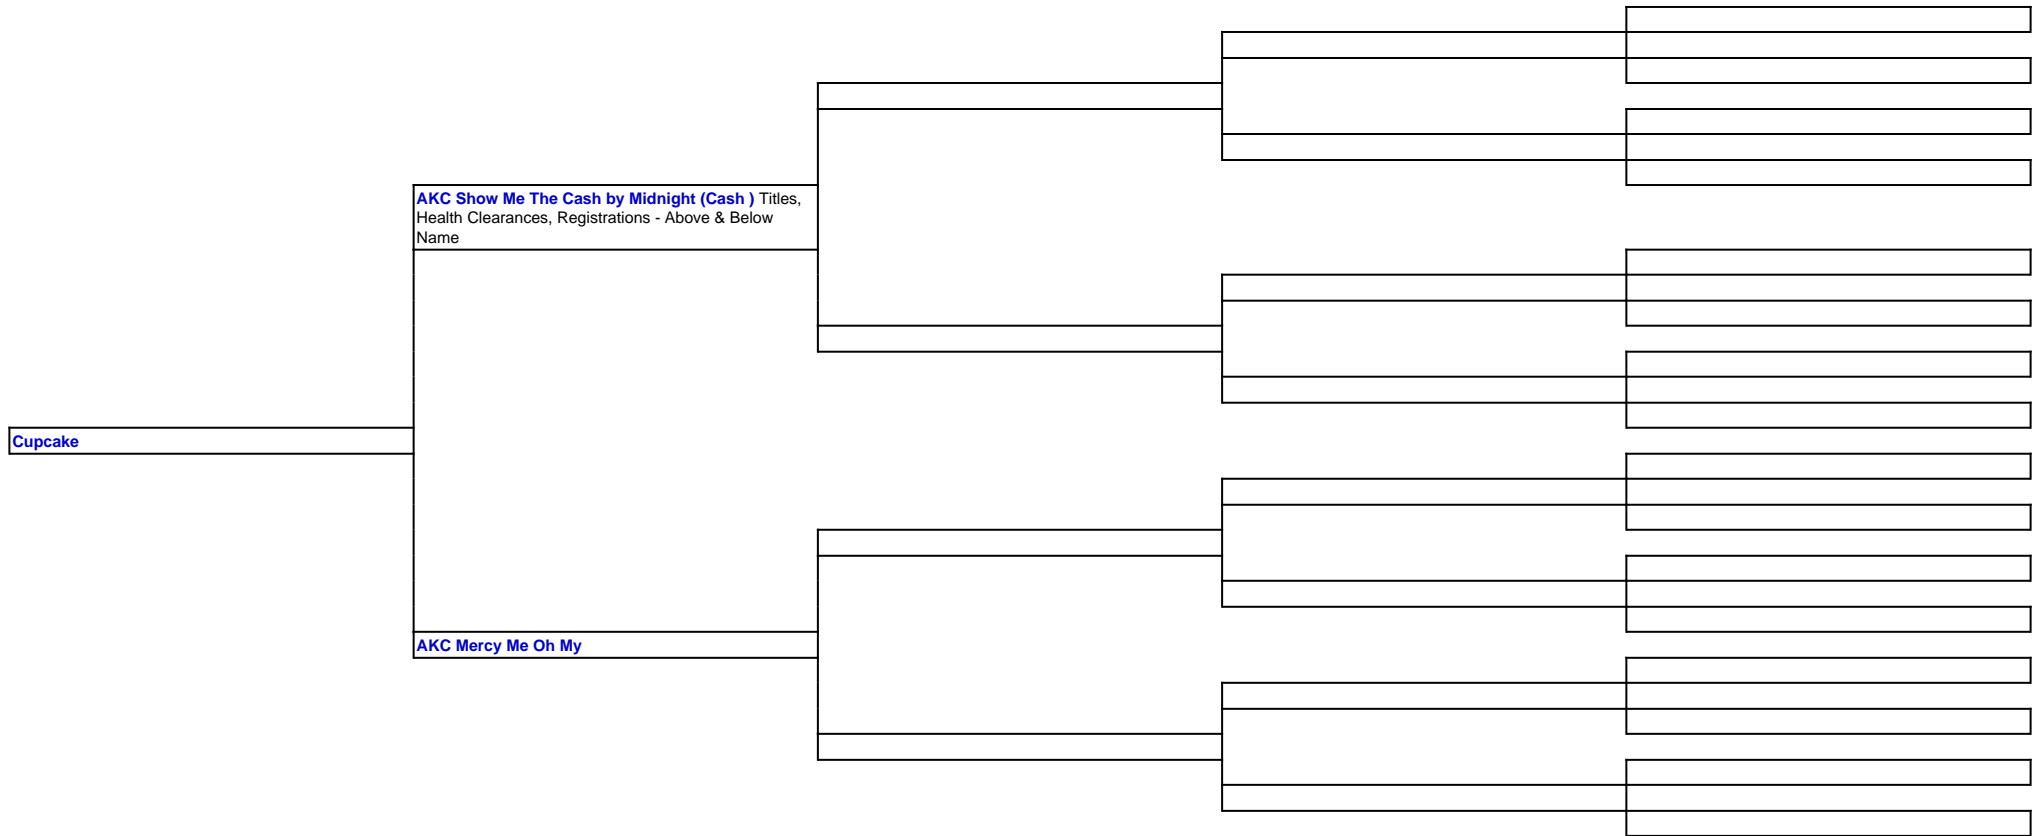 AKC Show Me The Cash by Midnight (Cash ) Titles,
Health Clearances, Registrations - Above & Below
Name
Cupcake
AKC Mercy Me Oh My